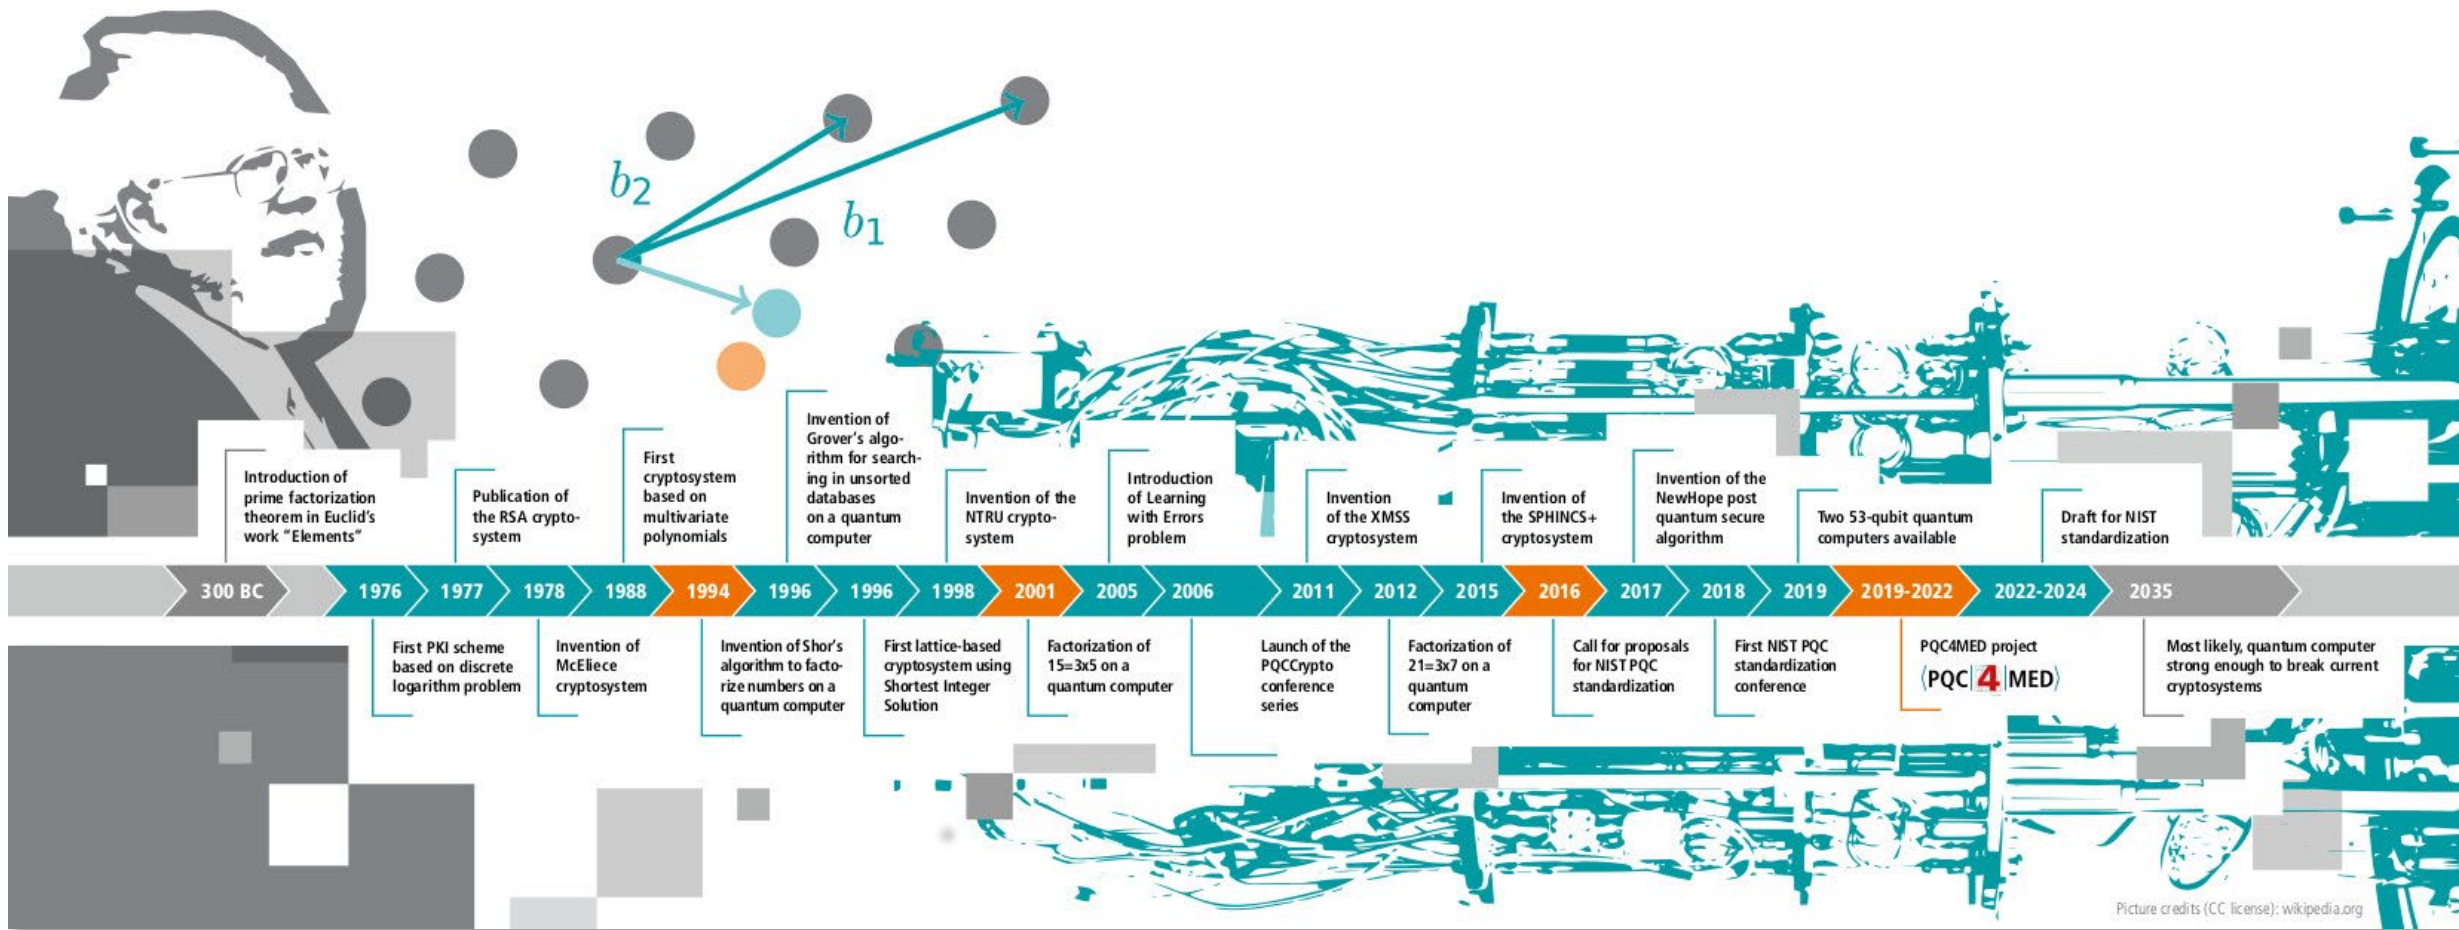 b2
b1
Introduction of
prime factorization
theorem in Euclid's
work "Elements"
Publication of
the RSA crypto-
system
First
cryptosystem
based on
multivariate
polynomials
Invention of
Grover's algo-
rithm for search-
ing in unsorted
databases
on a quantum
computer
Invention of the
NTRU crypto-
system
Introduction
of Learning
with Errors
problem
Invention
of the XMSS
cryptosystem
Invention of
the SPHINCS+
cryptosystem
Invention of the
NewHope post
quantum secure
algorithm
Two 53-qubit quantum
computers available
Draft for NIST
standardization
300 BC 1976 1977 1978 1988 1994 1996 1996 1998 2001 2005 2006 2011 2012 2015 2016 2017 2018 2019 2019-2022 2022-2024 2035
First PKI scheme
based on discrete
logarithm problem
Invention of
McEliece
cryptosystem
Invention of Shor's
algorithm to facto-
rize numbers on a
quantum computer
First lattice-based
cryptosystem using
Shortest Integer
Solution
Factorization of
15=3x5 on a
quantum computer
Launch of the
PQCCrypto
conference
series
Factorization of
21=3x7 on a
quantum
computer
Call for proposals
for NIST PQC
standardization
First NIST PQC
standardization
conference
PQC4MED project
⟨PQC|4|MED⟩
Most likely, quantum computer
strong enough to break current
cryptosystems
Picture credits (CC license): wikipedia.org